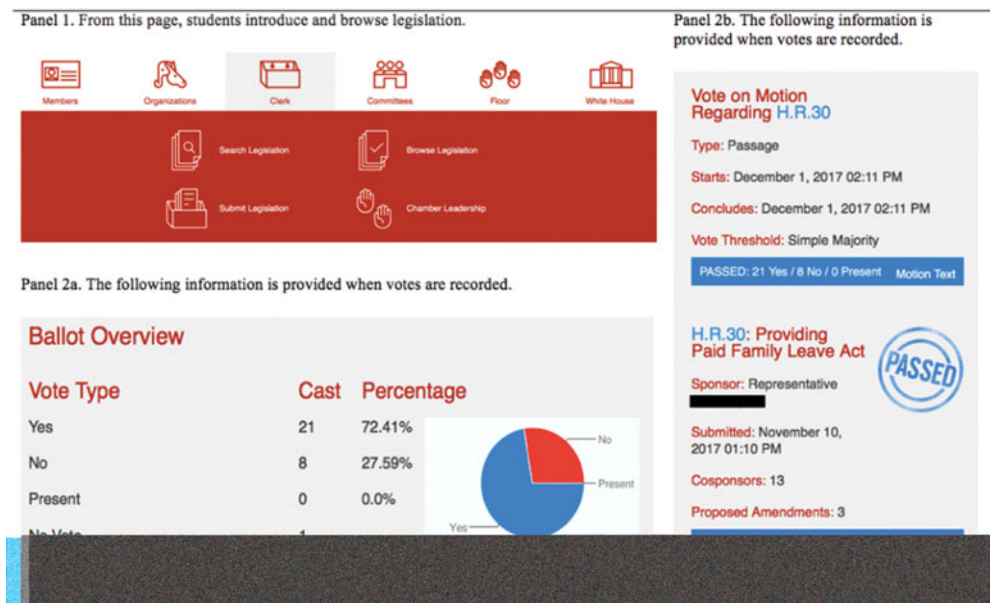 Panel 1. From this page, students introduce and browse legislation.
Members
Organizations
Clerk
Committees
Floor
White House
Search Legislation
Browse Legislation
Submit Legislation
Chamber Leadership
Panel 2a. The following information is provided when votes are recorded.
Ballot Overview
Vote Type Cast Percentage
Yes 21 72.41%
No 8 27.59%
Present 0 0.0%
No Vote 1
No
Present
Yes
Panel 2b. The following information is
provided when votes are recorded.
Vote on Motion
Regarding H.R.30
Type: Passage
Starts: December 1, 2017 02:11 PM
Concludes: December 1, 2017 02:11 PM
Vote Threshold: Simple Majority
PASSED: 21 Yes / 8 No / 0 Present Motion Text
H.R.30: Providing
Paid Family Leave Act
PASSED
Sponsor: Representative
Submitted: November 10,
2017 01:10 PM
Cosponsors: 13
Proposed Amendments: 3